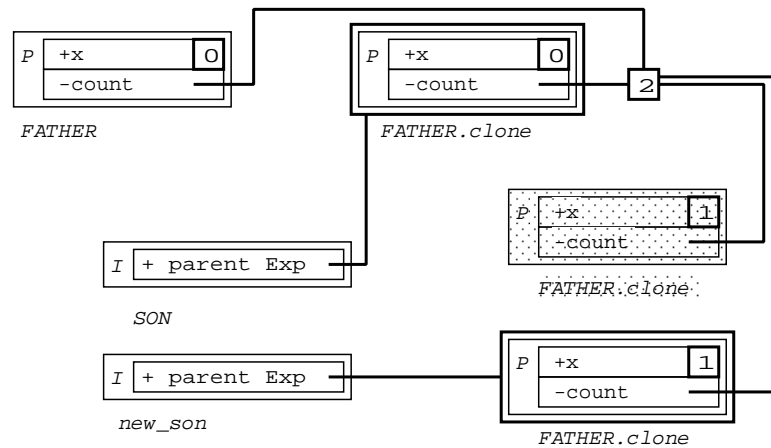 P +x 0
-count
FATHER
P +x 0
-count
FATHER.clone
2
P +x 1
-count
FATHER.clone
I + parent Exp
SON
I + parent Exp
new_son
P +x 1
-count
FATHER.clone